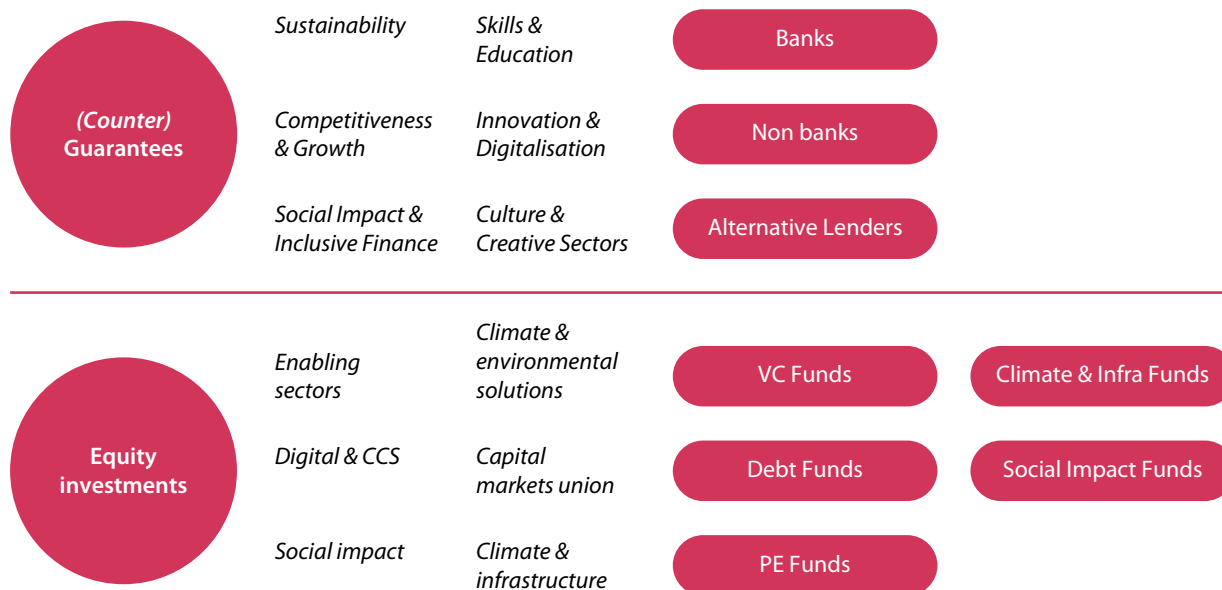 (Counter)
Guarantees
Sustainability
Skills &
Education
Banks
Competitiveness
& Growth
Innovation &
Digitalisation
Non banks
Social Impact &
Inclusive Finance
Culture &
Creative Sectors
Alternative Lenders
Equity
investments
Enabling
sectors
Climate &
environmental
solutions
VC Funds
Climate & Infra Funds
Digital & CCS
Capital
markets union
Debt Funds
Social Impact Funds
Social impact
Climate &
infrastructure
PE Funds